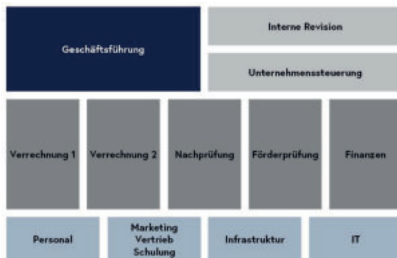 Geschäftsführung
Interne Revision
Unternehmenssteuerung
Verrechnung 1
Verrechnung 2
Nachprüfung
Förderprüfung
Finanzen
Personal
Marketing
Vertrieb
Schulung
Infrastruktur
IT